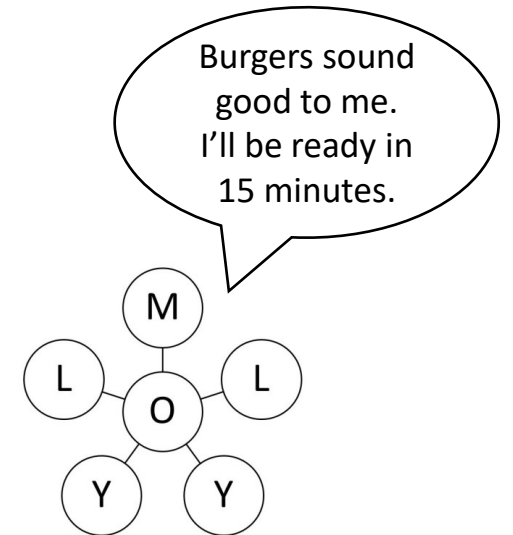 Burgers sound
good to me.
I'll be ready in
15 minutes.
M
L L
O
Y Y